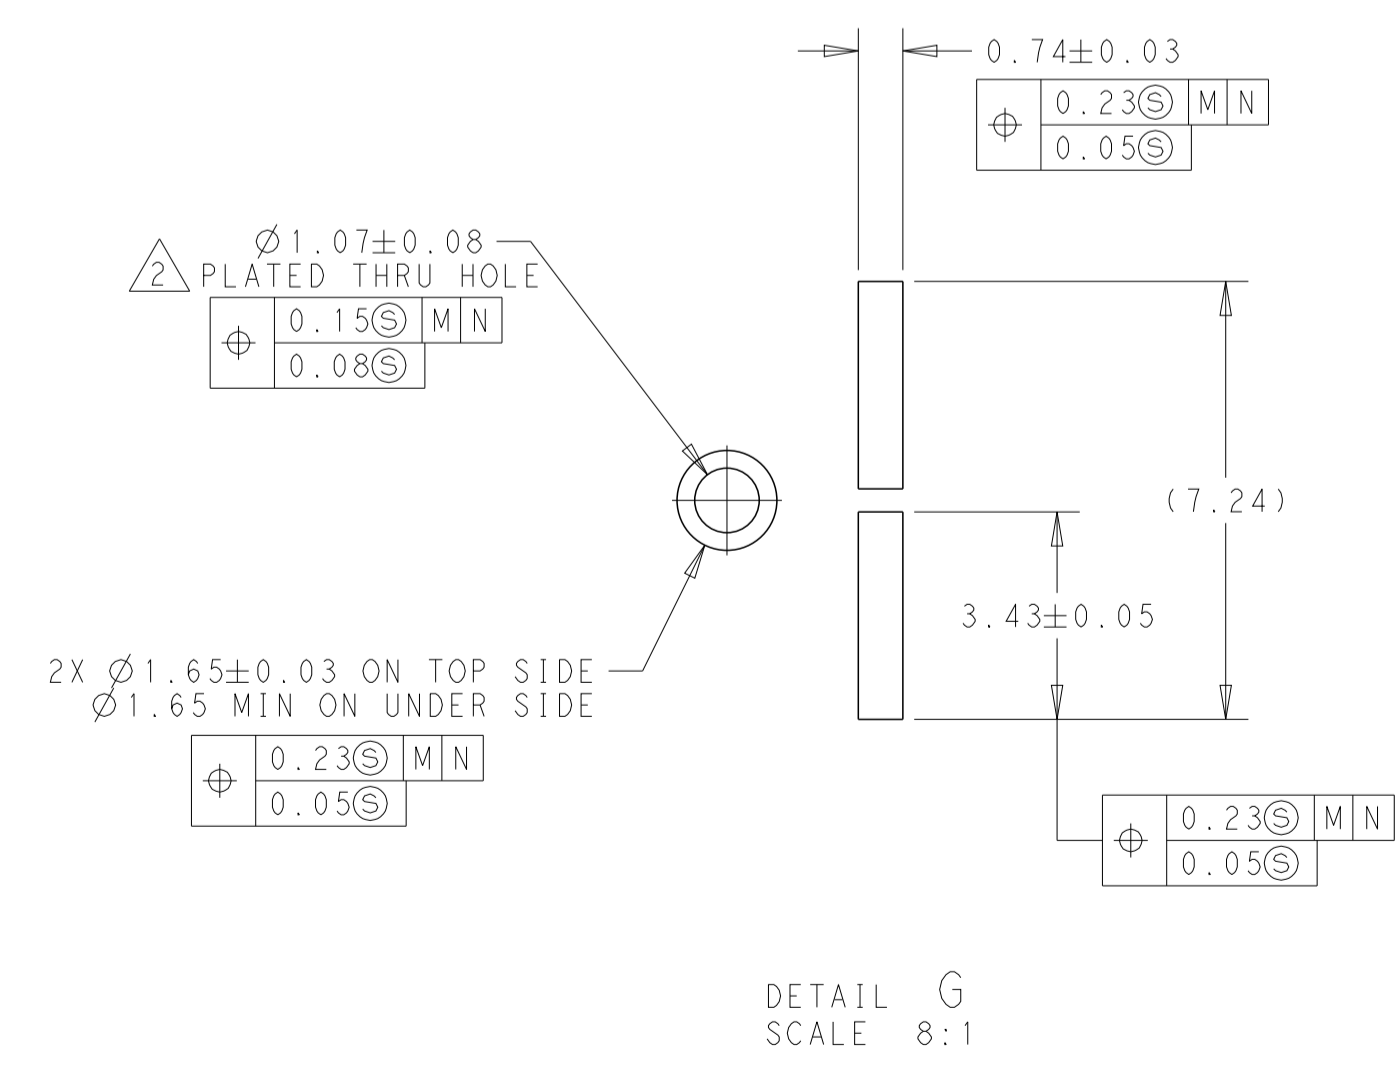 0.74±0.03
⌖ 0.23Ⓢ M N
0.05Ⓢ
Ø1.07±0.08
2 PLATED THRU HOLE
⌖ 0.15Ⓢ M N
0.08Ⓢ
(7.24)
3.43±0.05
2X Ø1.65±0.03 ON TOP SIDE
Ø1.65 MIN ON UNDER SIDE
⌖ 0.23Ⓢ M N
0.05Ⓢ
⌖ 0.23Ⓢ M N
0.05Ⓢ
DETAIL G
SCALE 8:1